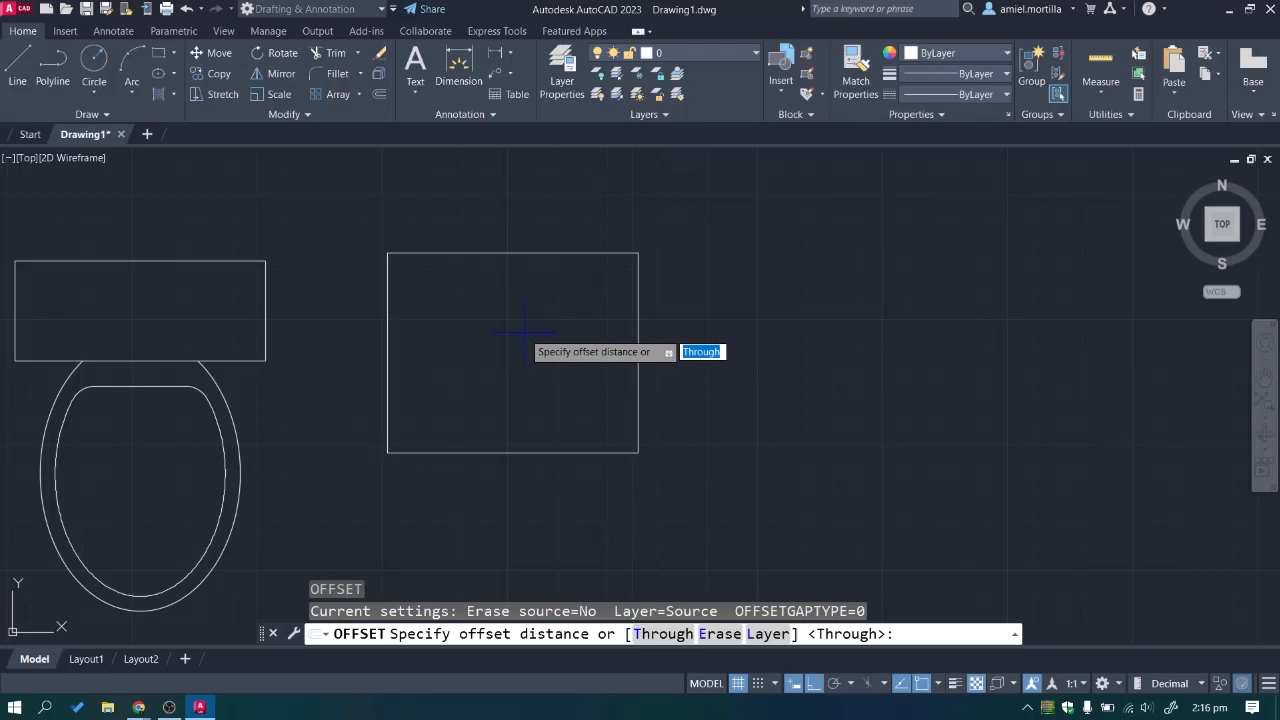 CAD
Drafting & Annotation
Share
Autodesk AutoCAD 2023 Drawing1.dwg
Type a keyword or phrase
amiel.mortilla
Home Insert Annotate Parametric View Manage Output Add-ins Collaborate Express Tools Featured Apps
Line Polyline Circle Arc
Move Rotate Trim
Copy Mirror Fillet
Stretch Scale Array
Text Dimension Table
Layer Properties
0
Insert
Match Properties
ByLayer
ByLayer
ByLayer
Group Measure Paste Base
Draw Modify Annotation Layers Block Properties Groups Utilities Clipboard View
Start Drawing1* +
[−][Top][2D Wireframe]
N
W TOP E
S
WCS
Specify offset distance or Through
Y
X
OFFSET
Current settings: Erase source=No Layer=Source OFFSETGAPTYPE=0
OFFSET Specify offset distance or [Through Erase Layer] <Through>:
Model Layout1 Layout2 +
MODEL 1:1 Decimal
2:16 pm